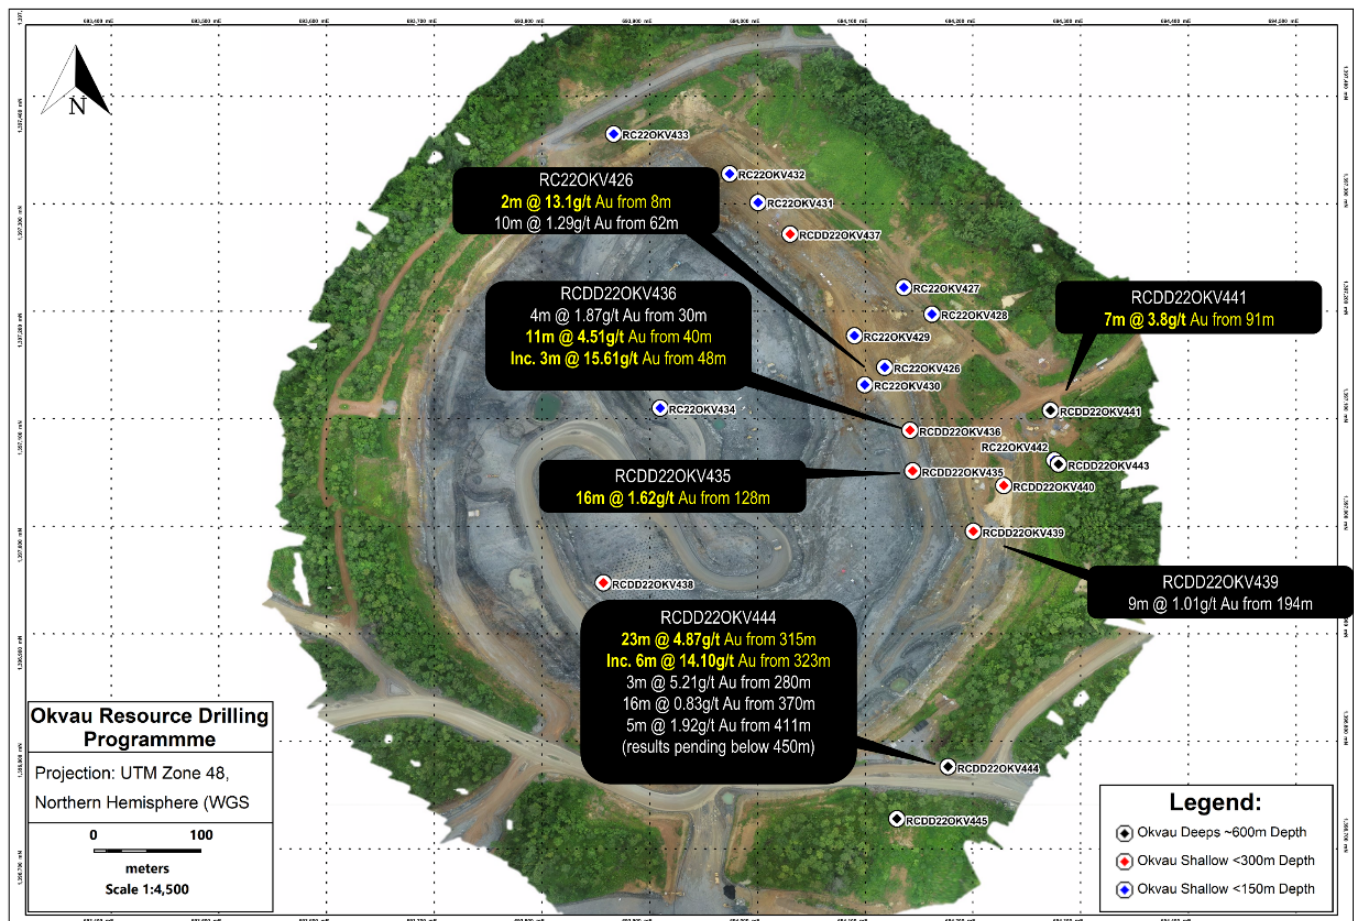 N
RC22OKV433
RC22OKV432
RC22OKV426
2m @ 13.1g/t Au from 8m
10m @ 1.29g/t Au from 62m
RC22OKV431
RCDD22OKV437
RCDD22OKV436
4m @ 1.87g/t Au from 30m
11m @ 4.51g/t Au from 40m
Inc. 3m @ 15.61g/t Au from 48m
RC22OKV427
RC22OKV428
RC22OKV429
RCDD22OKV441
7m @ 3.8g/t Au from 91m
RC22OKV426
RC22OKV430
RC22OKV434
RCDD22OKV441
RCDD22OKV436
RC22OKV442
RCDD22OKV443
RCDD22OKV435
16m @ 1.62g/t Au from 128m
RCDD22OKV435
RCDD22OKV440
RCDD22OKV439
RCDD22OKV439
9m @ 1.01g/t Au from 194m
RCDD22OKV438
RCDD22OKV444
23m @ 4.87g/t Au from 315m
Inc. 6m @ 14.10g/t Au from 323m
3m @ 5.21g/t Au from 280m
16m @ 0.83g/t Au from 370m
5m @ 1.92g/t Au from 411m
(results pending below 450m)
RCDD22OKV444
RCDD22OKV445
Okvau Resource Drilling
Programmme
Projection: UTM Zone 48,
Northern Hemisphere (WGS
0 100
meters
Scale 1:4,500
Legend:
Okvau Deeps ~600m Depth
Okvau Shallow <300m Depth
Okvau Shallow <150m Depth